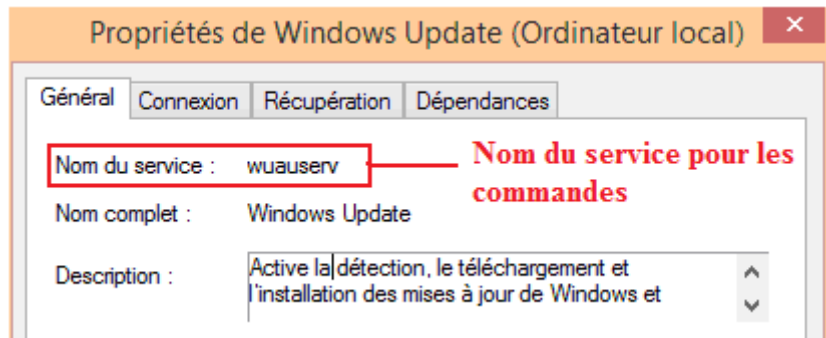 Propriétés de Windows Update (Ordinateur local)
Général Connexion Récupération Dépendances
Nom du service : wuauserv
Nom du service pour les
commandes
Nom complet : Windows Update
Description : Active la détection, le téléchargement et
l'installation des mises à jour de Windows et